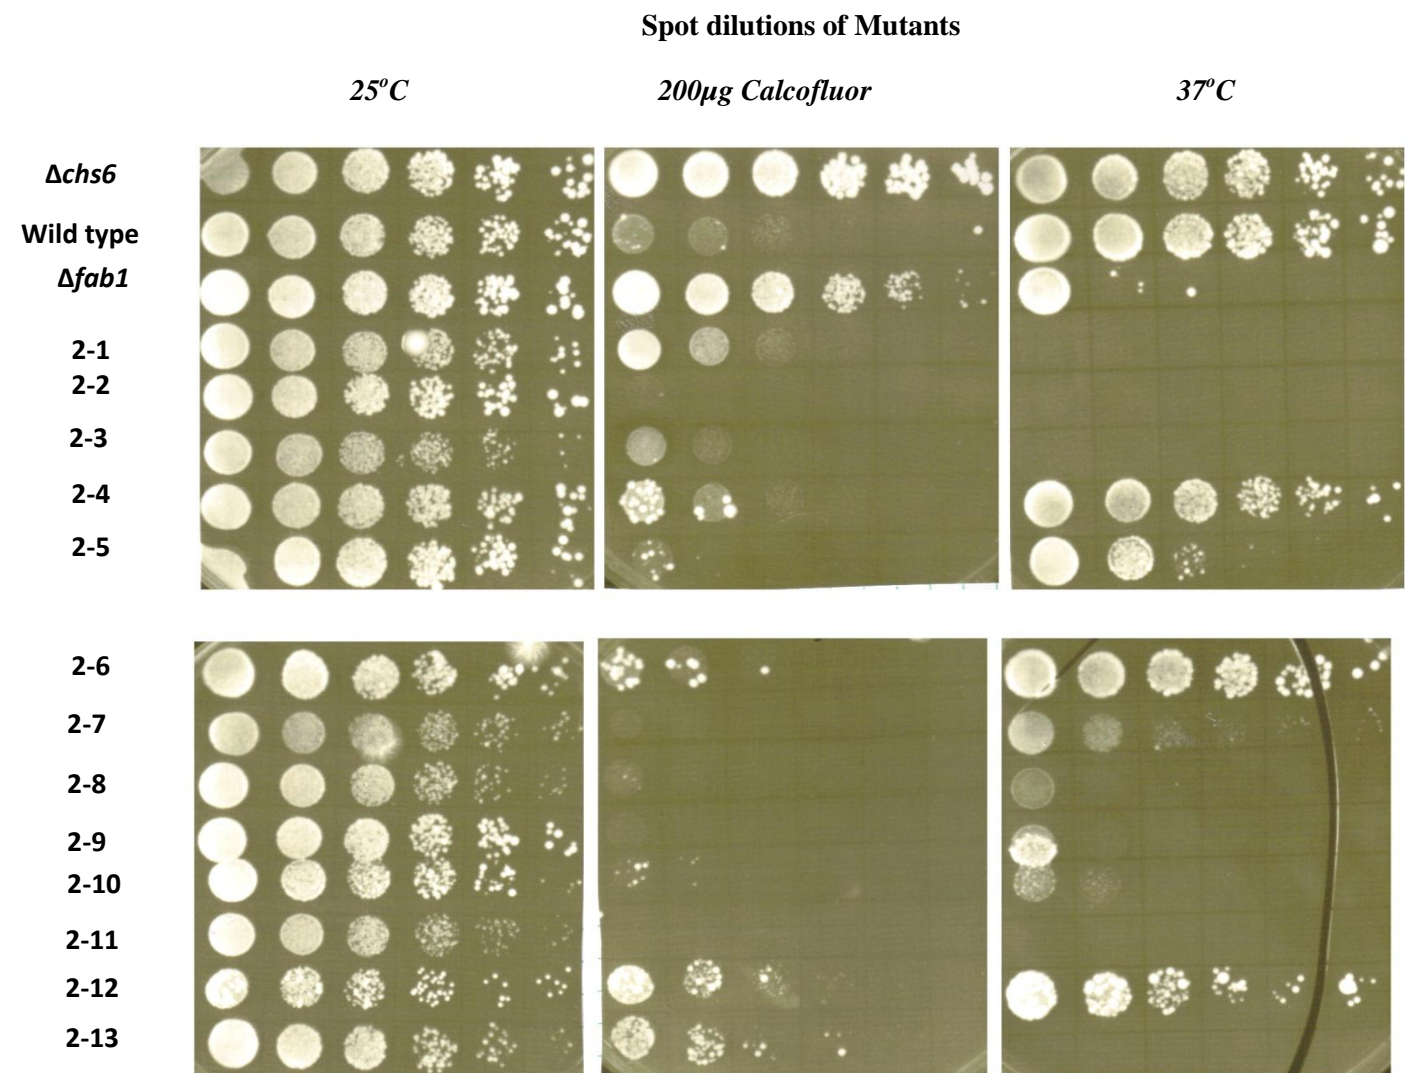 Spot dilutions of Mutants
25°C 200µg Calcofluor 37°C
Δchs6
Wild type
Δfab1
2-1
2-2
2-3
2-4
2-5
2-6
2-7
2-8
2-9
2-10
2-11
2-12
2-13